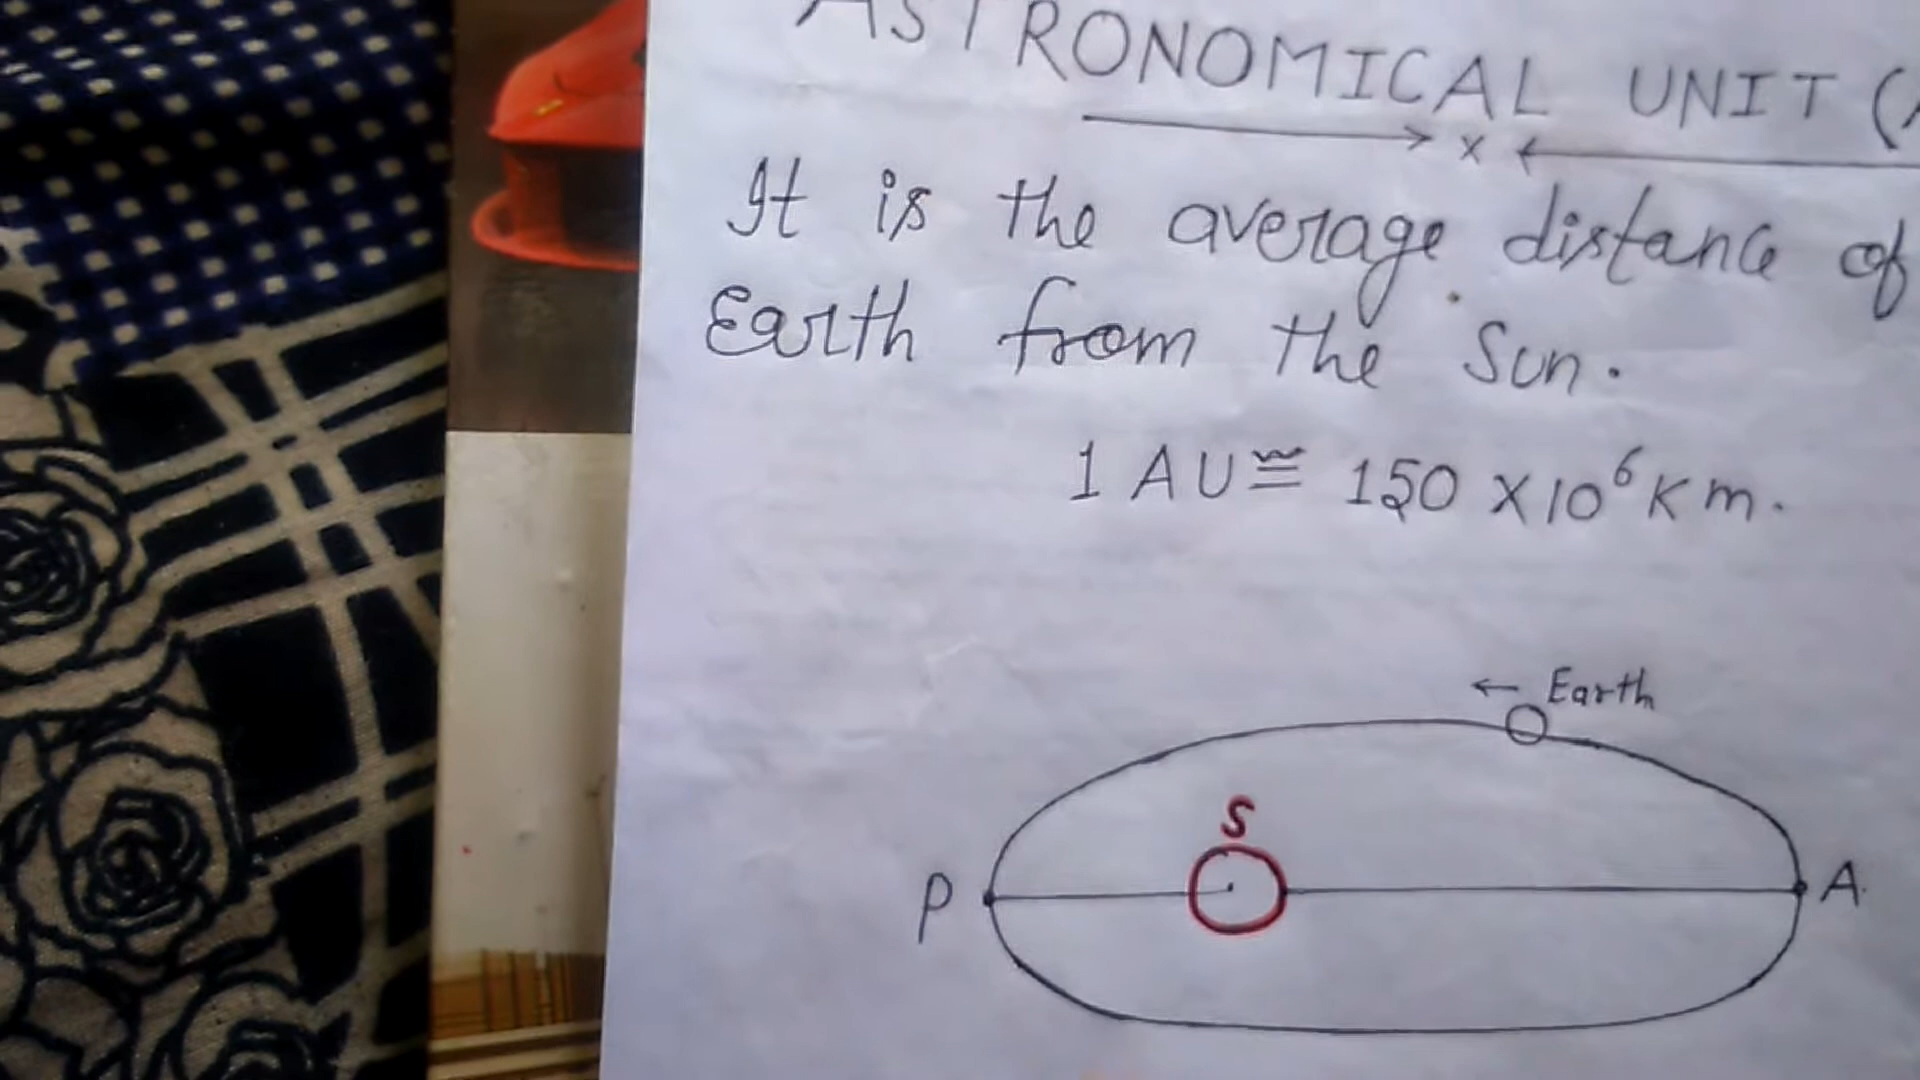 ASTRONOMICAL UNIT (
It is the average distance of
Earth from the Sun.
1 AU ≅ 150 ×10⁶ Km.
← Earth
S
P
A